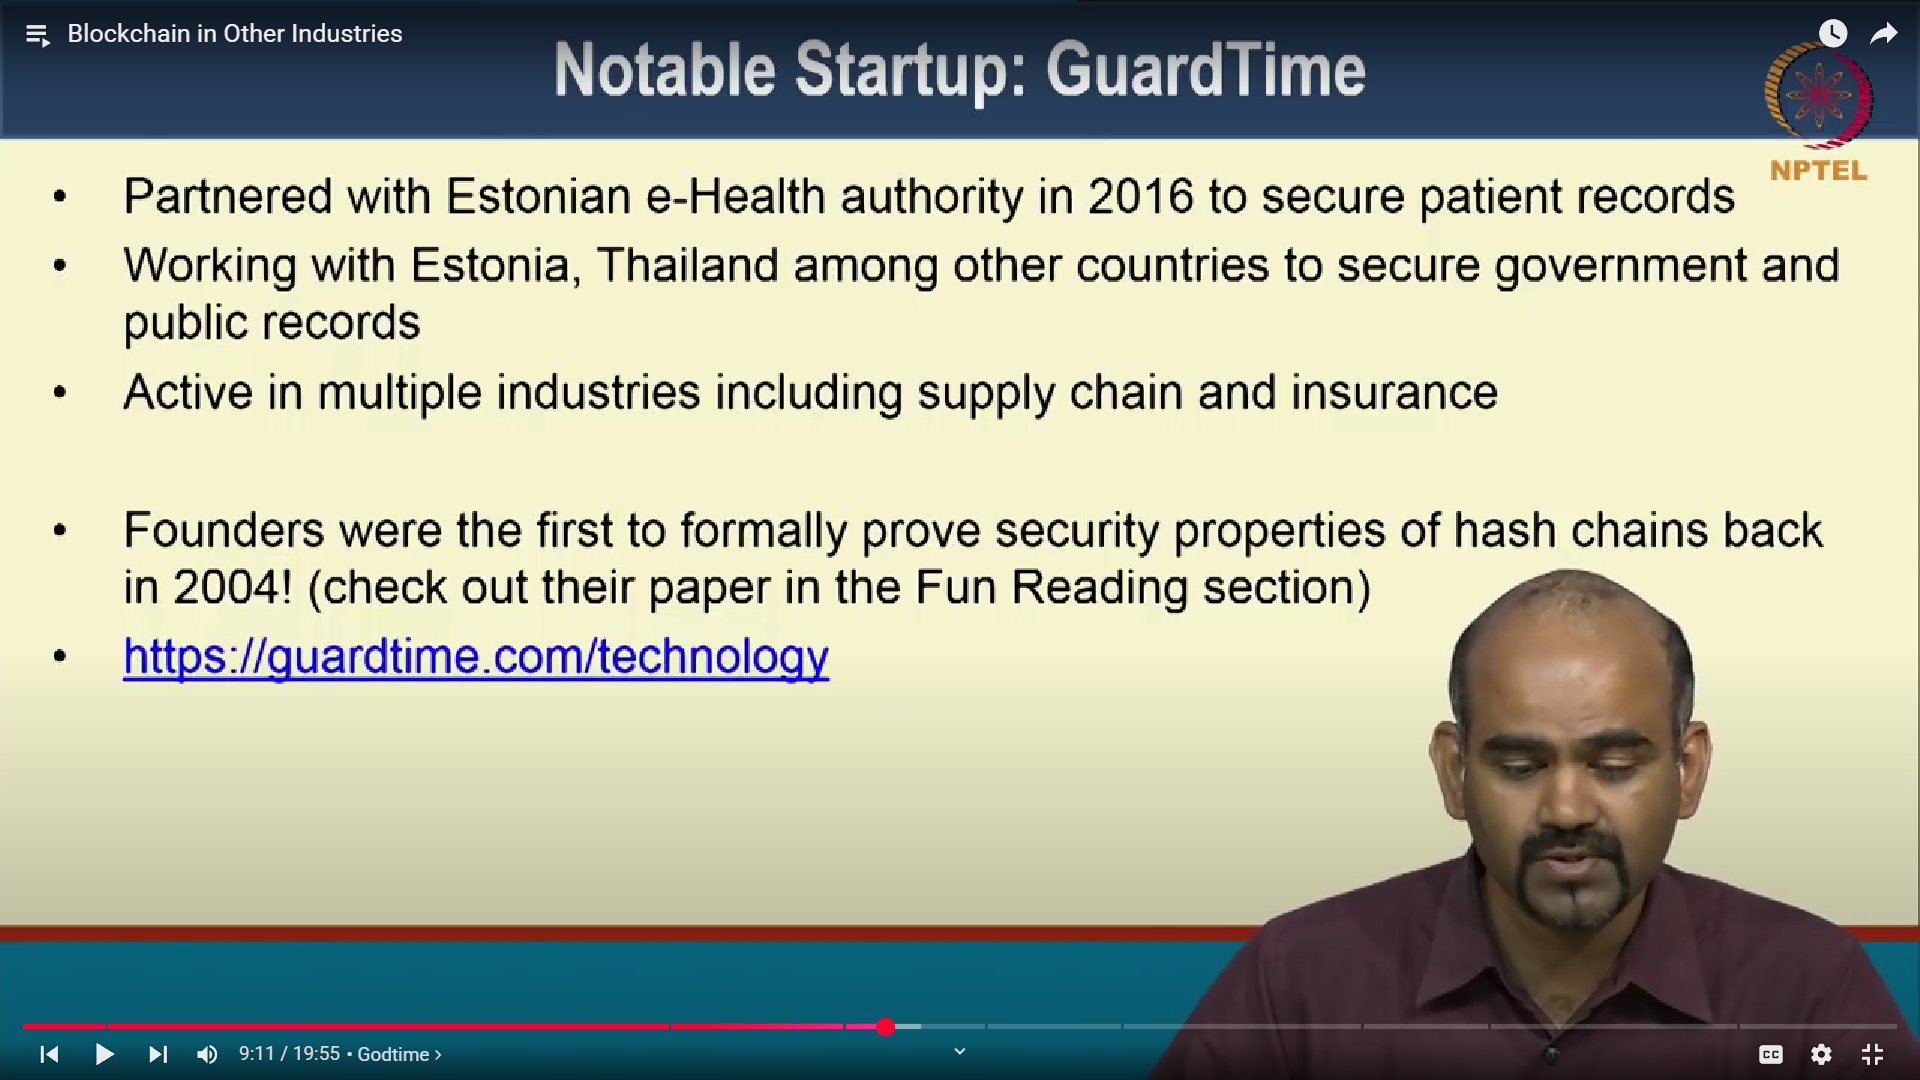 Blockchain in Other Industries
Notable Startup: GuardTime
NPTEL
• Partnered with Estonian e-Health authority in 2016 to secure patient records
• Working with Estonia, Thailand among other countries to secure government and
public records
• Active in multiple industries including supply chain and insurance
• Founders were the first to formally prove security properties of hash chains back
in 2004! (check out their paper in the Fun Reading section)
• https://guardtime.com/technology
9:11 / 19:55 • Godtime ›
CC